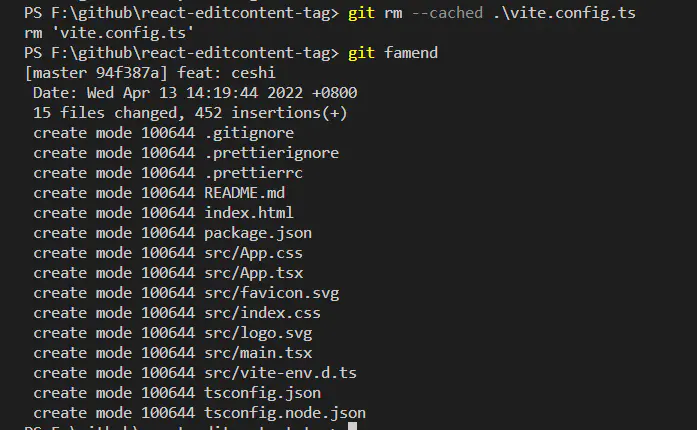 PS F:\github\react-editcontent-tag> git rm --cached .\vite.config.ts
rm 'vite.config.ts'
PS F:\github\react-editcontent-tag> git famend
[master 94f387a] feat: ceshi
Date: Wed Apr 13 14:19:44 2022 +0800
15 files changed, 452 insertions(+)
create mode 100644 .gitignore
create mode 100644 .prettierignore
create mode 100644 .prettierrc
create mode 100644 README.md
create mode 100644 index.html
create mode 100644 package.json
create mode 100644 src/App.css
create mode 100644 src/App.tsx
create mode 100644 src/favicon.svg
create mode 100644 src/index.css
create mode 100644 src/logo.svg
create mode 100644 src/main.tsx
create mode 100644 src/vite-env.d.ts
create mode 100644 tsconfig.json
create mode 100644 tsconfig.node.json
PS F:\github\react-editcontent-tag>